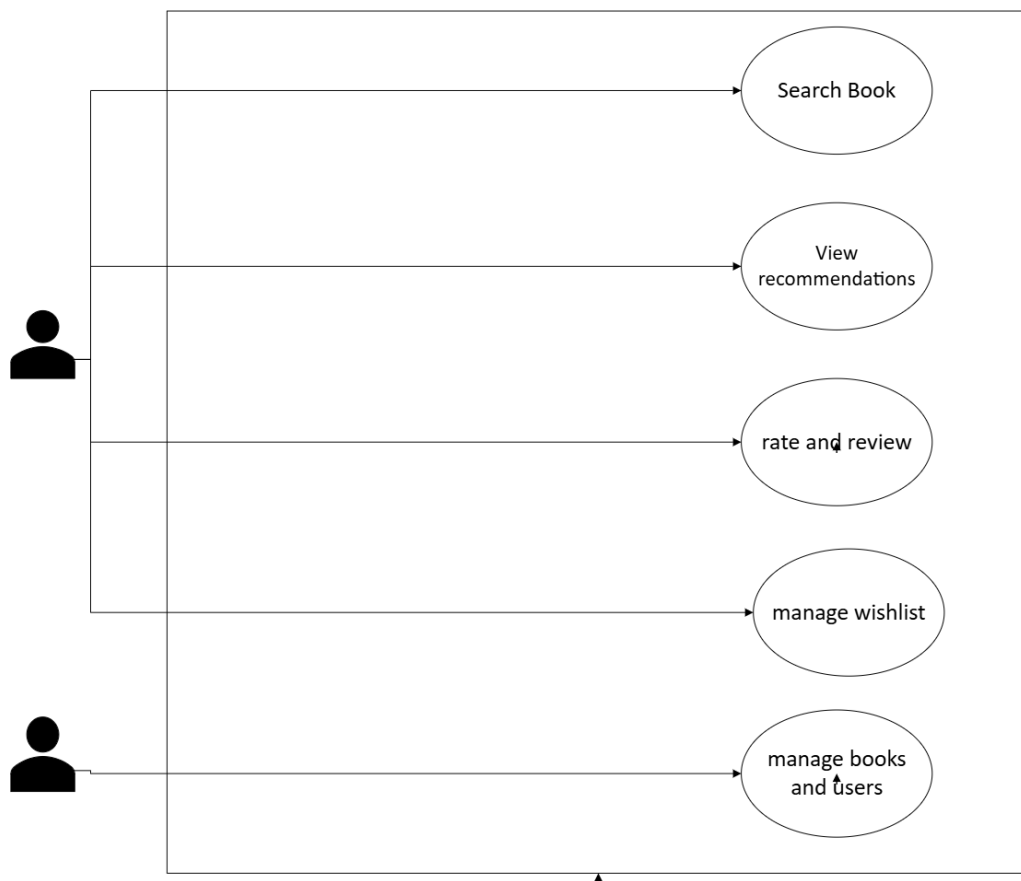 Search Book
View
recommendations
rate and review
manage wishlist
manage books
and users